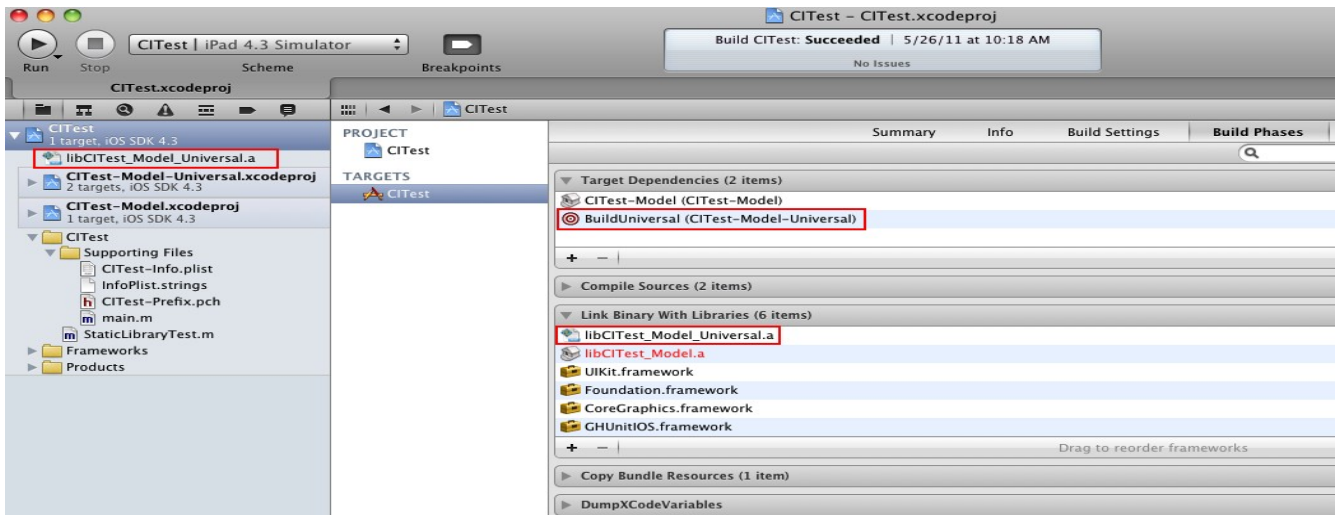 CITest – CITest.xcodeproj
CITest | iPad 4.3 Simulator
Build CITest: Succeeded | 5/26/11 at 10:18 AM
No Issues
Run
Stop
Scheme
Breakpoints
CITest.xcodeproj
CITest
CITest
1 target, iOS SDK 4.3
libCITest_Model_Universal.a
CITest-Model-Universal.xcodeproj
2 targets, iOS SDK 4.3
CITest-Model.xcodeproj
1 target, iOS SDK 4.3
CITest
Supporting Files
CITest-Info.plist
InfoPlist.strings
CITest-Prefix.pch
main.m
StaticLibraryTest.m
Frameworks
Products
PROJECT
CITest
TARGETS
CITest
Summary
Info
Build Settings
Build Phases
Target Dependencies (2 items)
CITest-Model (CITest-Model)
BuildUniversal (CITest-Model-Universal)
Compile Sources (2 items)
Link Binary With Libraries (6 items)
libCITest_Model_Universal.a
libCITest_Model.a
UIKit.framework
Foundation.framework
CoreGraphics.framework
GHUnitIOS.framework
Drag to reorder frameworks
Copy Bundle Resources (1 item)
DumpXCodeVariables